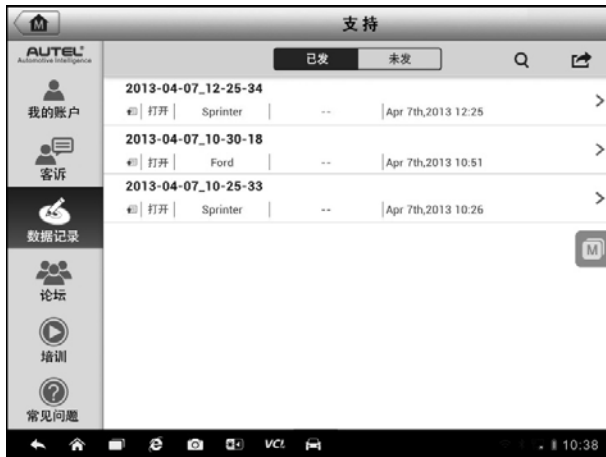 M
支持
AUTEL
Automotive Intelligence
已发 未发
我的账户
客诉
数据记录
论坛
培训
常见问题
2013-04-07_12-25-34
打开 Sprinter -- Apr 7th,2013 12:25
2013-04-07_10-30-18
打开 Ford -- Apr 7th,2013 10:51
2013-04-07_10-25-33
打开 Sprinter -- Apr 7th,2013 10:26
M
VCI 10:38